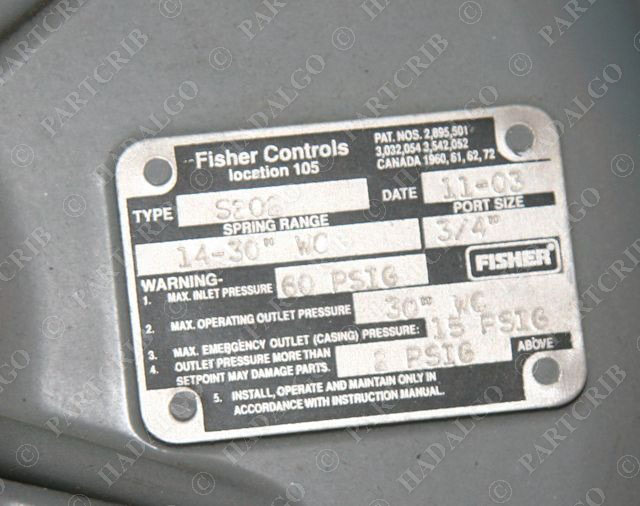 Fisher Controls
location 105
PAT. NOS. 2,895,501
3,032,054 3,542,052
CANADA 1960, 61, 62, 72
TYPE S202 DATE 11-03
SPRING RANGE PORT SIZE
14-30" WC 3/4"
WARNING-
FISHER
1. MAX. INLET PRESSURE 60 PSIG
2. MAX. OPERATING OUTLET PRESSURE 30" WC
3. MAX. EMERGENCY OUTLET (CASING) PRESSURE: 15 PSIG
4. OUTLET PRESSURE MORE THAN 2 PSIG ABOVE
SETPOINT MAY DAMAGE PARTS.
5. INSTALL, OPERATE AND MAINTAIN ONLY IN
ACCORDANCE WITH INSTRUCTION MANUAL.
© PARTCRIB
© HADALGO